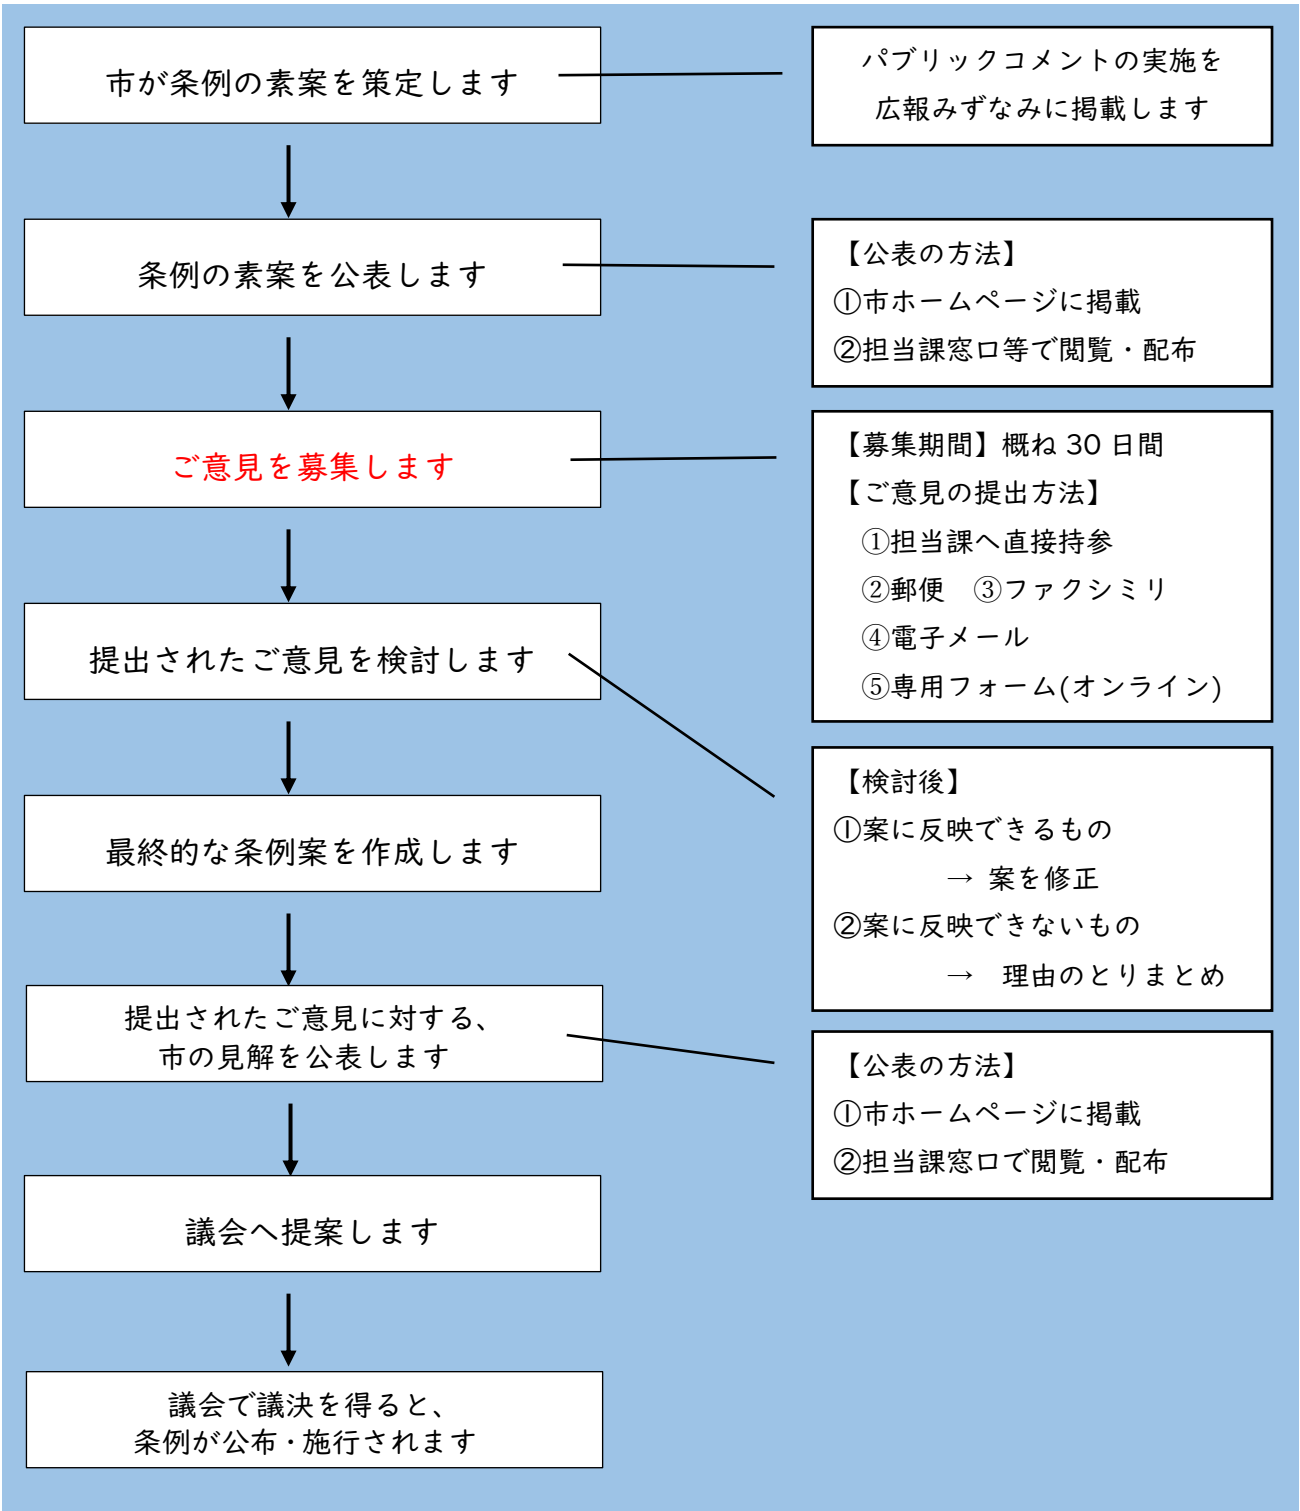 市が条例の素案を策定します
パブリックコメントの実施を
広報みずなみに掲載します
条例の素案を公表します
【公表の方法】
①市ホームページに掲載
②担当課窓口等で閲覧・配布
ご意見を募集します
【募集期間】概ね 30 日間
【ご意見の提出方法】
①担当課へ直接持参
②郵便　③ファクシミリ
④電子メール
⑤専用フォーム(オンライン)
提出されたご意見を検討します
【検討後】
①案に反映できるもの
→ 案を修正
②案に反映できないもの
→　理由のとりまとめ
最終的な条例案を作成します
提出されたご意見に対する、
市の見解を公表します
【公表の方法】
①市ホームページに掲載
②担当課窓口で閲覧・配布
議会へ提案します
議会で議決を得ると、
条例が公布・施行されます